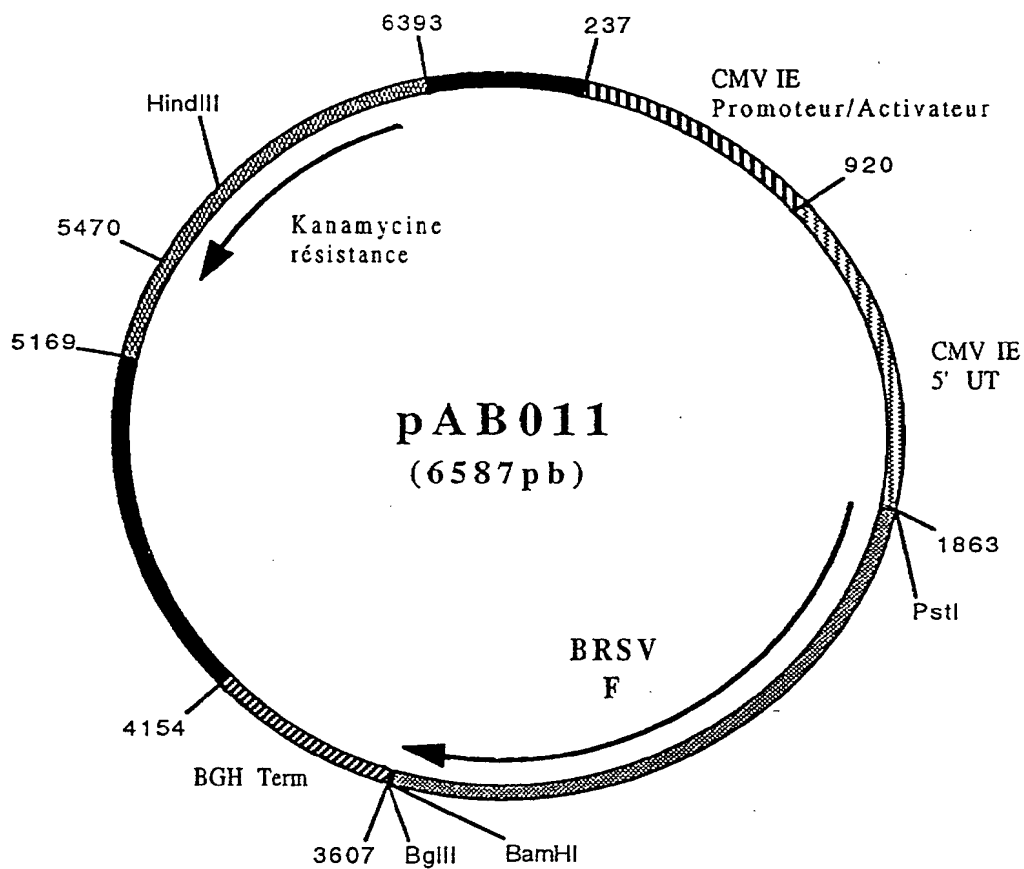 6393
237
CMV IE
Promoteur/Activateur
HindIII
920
Kanamycine
résistance
5470
5169
CMV IE
5' UT
pAB011
(6587pb)
1863
PstI
BRSV
F
4154
BGH Term
3607
BglII
BamHI